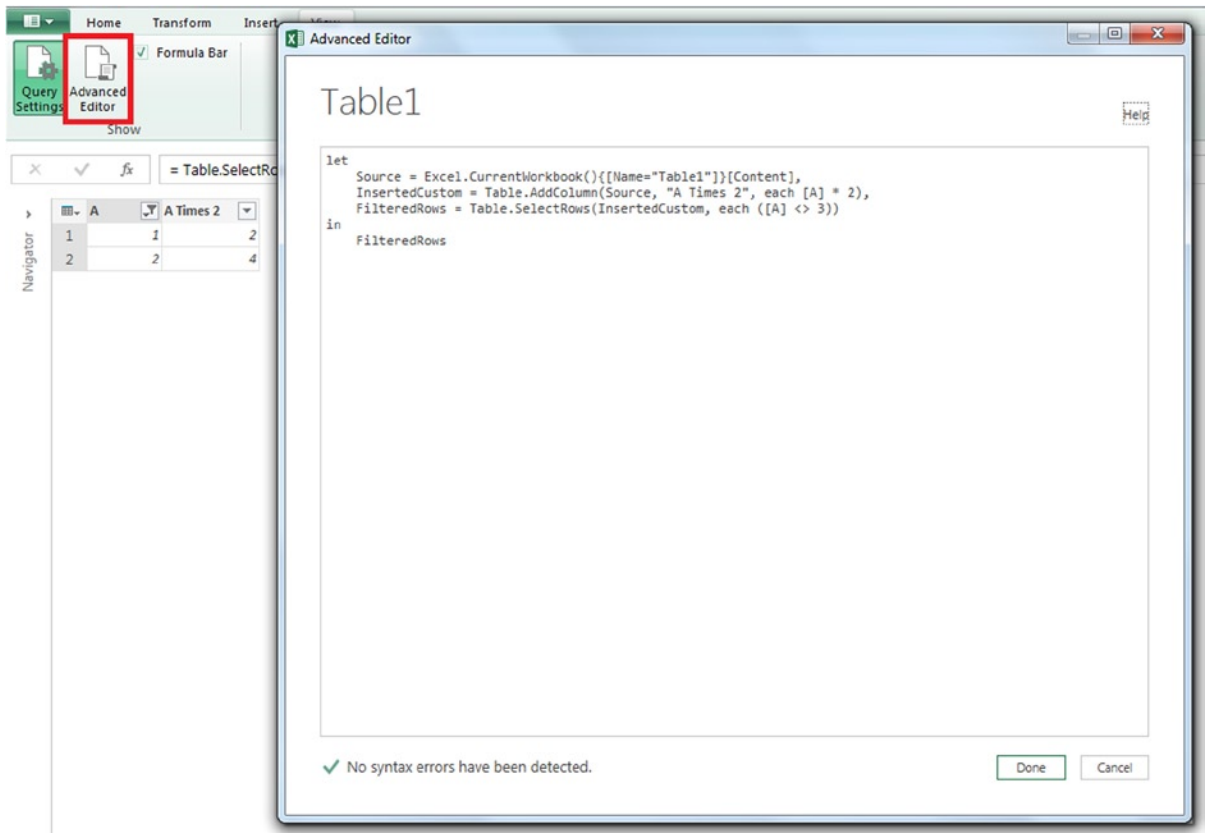 Home Transform Insert View
Formula Bar
Query Settings
Advanced Editor
Show
fx = Table.SelectRo
Navigator
A A Times 2
1 1 2
2 2 4
Advanced Editor
Table1
Help
let
Source = Excel.CurrentWorkbook(){[Name="Table1"]}[Content],
InsertedCustom = Table.AddColumn(Source, "A Times 2", each [A] * 2),
FilteredRows = Table.SelectRows(InsertedCustom, each ([A] <> 3))
in
FilteredRows
No syntax errors have been detected.
Done Cancel